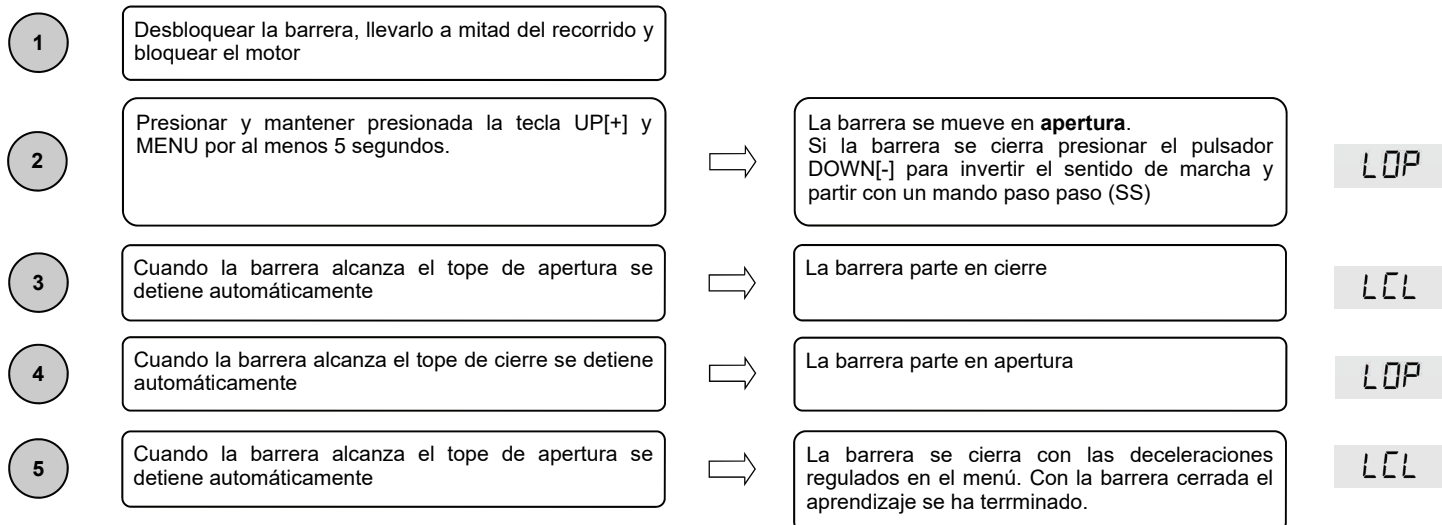 1
Desbloquear la barrera, llevarlo a mitad del recorrido y
bloquear el motor
2
Presionar y mantener presionada la tecla UP[+] y
MENU por al menos 5 segundos.
La barrera se mueve en apertura.
Si la barrera se cierra presionar el pulsador
DOWN[-] para invertir el sentido de marcha y
partir con un mando paso paso (SS)
LOP
3
Cuando la barrera alcanza el tope de apertura se
detiene automáticamente
La barrera parte en cierre
LCL
4
Cuando la barrera alcanza el tope de cierre se detiene
automáticamente
La barrera parte en apertura
LOP
5
Cuando la barrera alcanza el tope de apertura se
detiene automáticamente
La barrera se cierra con las deceleraciones
regulados en el menú. Con la barrera cerrada el
aprendizaje se ha terrminado.
LCL